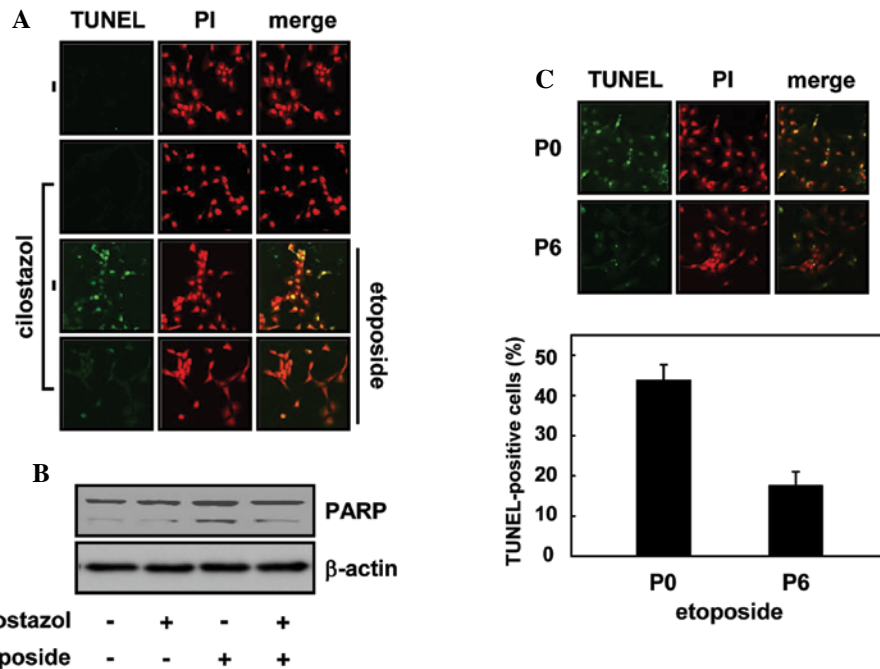 A
TUNEL PI merge
-
cilostazol
-
etoposide
B
PARP
β-actin
ostazol - + - +
poside - - + +
C
TUNEL PI merge
P0
P6
TUNEL-positive cells (%)
50
40
30
20
10
0
P0 P6
etoposide